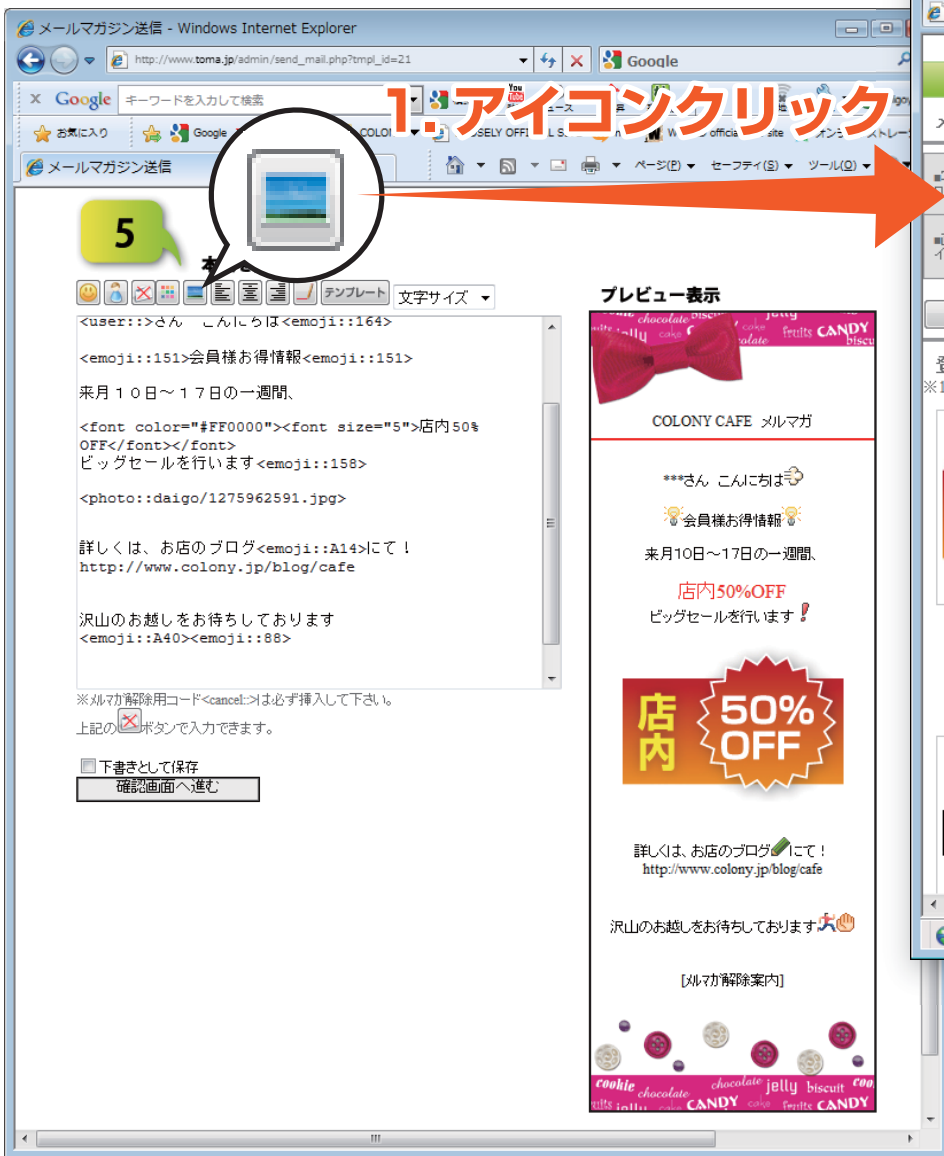 メールマガジン送信 - Windows Internet Explorer
http://www.toma.jp/admin/send_mail.php?tmpl_id=21
Google
x Google キーワードを入力して検索
1. アイコンクリック
お気に入り Google
メールマガジン送信
ページ(P) セーフティ(S) ツール(O)
5
テンプレート 文字サイズ
プレビュー表示
<user::>さん こんにちは<emoji::164>
<emoji::151>会員様お得情報<emoji::151>
来月１０日～１７日の一週間、
<font color="#FF0000"><font size="5">店内50%
OFF</font></font>
ビッグセールを行います<emoji::158>
<photo::daigo/1275962591.jpg>
詳しくは、お店のブログ<emoji::A14>にて！
http://www.colony.jp/blog/cafe
沢山のお越しをお待ちしております
<emoji::A40><emoji::88>
※メルマガ解除用コード<cancel::>は必ず挿入して下さい。
上記のボタンで入力できます。
下書きとして保存
確認画面へ進む
chocolate
jelly
cake
fruits CANDY
COLONY CAFE メルマガ
***さん こんにちは
会員様お得情報
来月10日～17日の一週間、
店内50%OFF
ビッグセールを行います
店内
50%
OFF
詳しくは、お店のブログにて！
http://www.colony.jp/blog/cafe
沢山のお越しをお待ちしております
[メルマガ解除案内]
cookie chocolate chocolate jelly biscuit
CANDY cake fruits CANDY